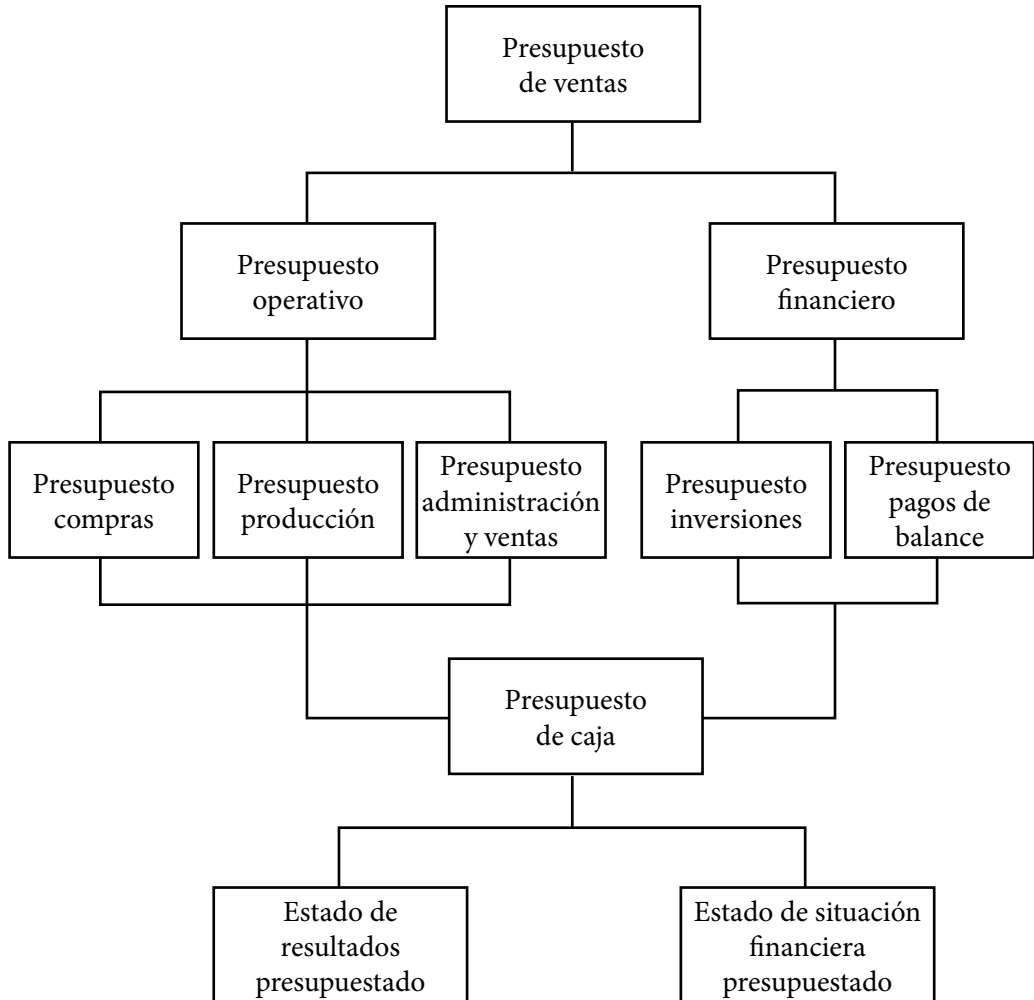 Presupuesto
de ventas
Presupuesto
operativo
Presupuesto
financiero
Presupuesto
compras
Presupuesto
producción
Presupuesto
administración
y ventas
Presupuesto
inversiones
Presupuesto
pagos de
balance
Presupuesto
de caja
Estado de
resultados
presupuestado
Estado de situación
financiera
presupuestado